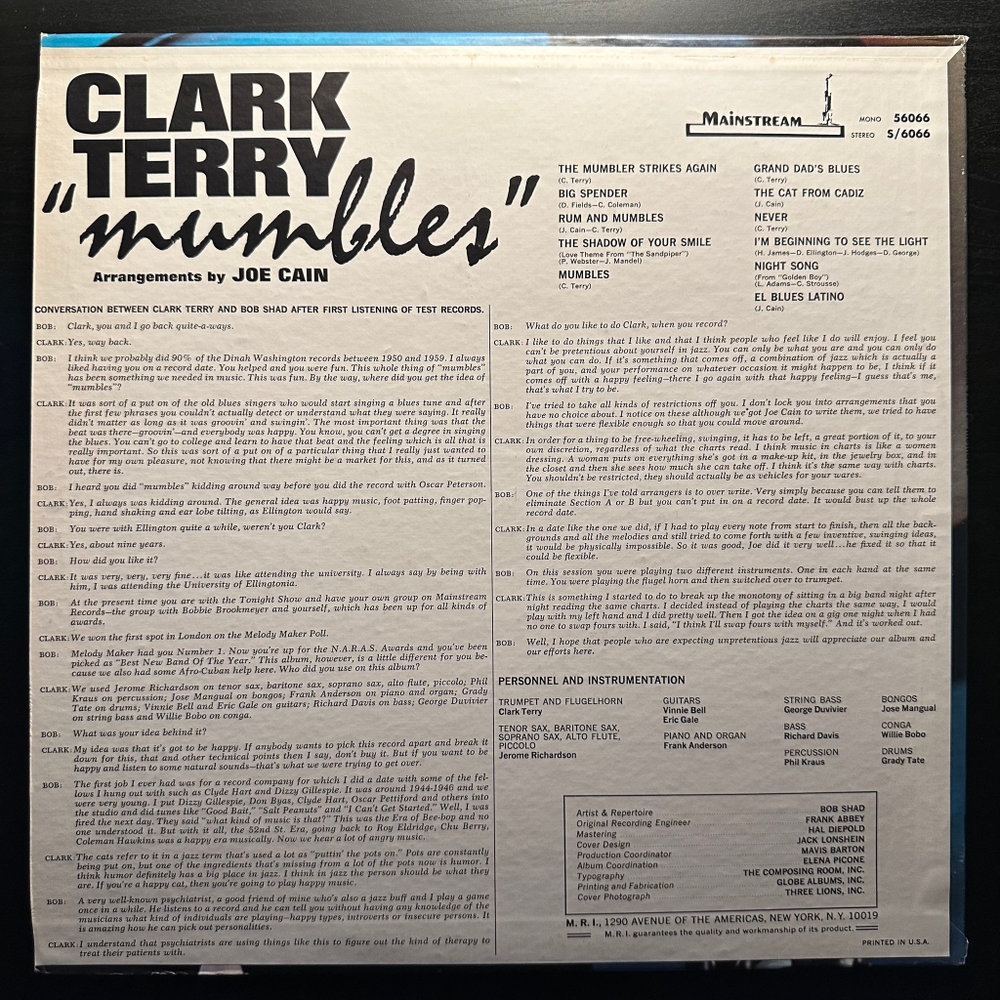 CLARK
TERRY
"mumbles"
Arrangements by JOE CAIN
MAINSTREAM
MONO 56066
STEREO S/6066
THE MUMBLER STRIKES AGAIN
(C. Terry)
BIG SPENDER
(D. Fields—C. Coleman)
RUM AND MUMBLES
(J. Cain—C. Terry)
THE SHADOW OF YOUR SMILE
(Love Theme From "The Sandpiper")
(P. Webster—J. Mandel)
MUMBLES
(C. Terry)
GRAND DAD'S BLUES
(C. Terry)
THE CAT FROM CADIZ
(J. Cain)
NEVER
(C. Terry)
I'M BEGINNING TO SEE THE LIGHT
(H. James—D. Ellington—J. Hodges—D. George)
NIGHT SONG
(From "Golden Boy")
(L. Adams—C. Strousse)
EL BLUES LATINO
(J. Cain)
CONVERSATION BETWEEN CLARK TERRY AND BOB SHAD AFTER FIRST LISTENING OF TEST RECORDS.
BOB: Clark, you and I go back quite-a-ways.
CLARK: Yes, way back.
BOB: I think we probably did 90% of the Dinah Washington records between 1950 and 1959. I always
liked having you on a record date. You helped and you were fun. This whole thing of "mumbles"
has been something we needed in music. This was fun. By the way, where did you get the idea of
"mumbles"?
CLARK: It was sort of a put on of the old blues singers who would start singing a blues tune and after
the first few phrases you couldn't actually detect or understand what they were saying. It really
didn't matter as long as it was groovin' and swingin'. The most important thing was that the
beat was there—groovin'—and everybody was happy. You know, you can't get a degree in singing
the blues. You can't go to college and learn to have that beat and the feeling which is all that is
really important. So this was sort of a put on of a particular thing that I really just wanted to
have for my own pleasure, not knowing that there might be a market for this, and as it turned
out, there is.
BOB: I heard you did "mumbles" kidding around way before you did the record with Oscar Peterson.
CLARK: Yes, I always was kidding around. The general idea was happy music, foot patting, finger pop-
ping, hand shaking and ear lobe tilting, as Ellington would say.
BOB: You were with Ellington quite a while, weren't you Clark?
CLARK: Yes, about nine years.
BOB: How did you like it?
CLARK: It was very, very, very fine...it was like attending the university. I always say by being with
him, I was attending the University of Ellingtonia.
BOB: At the present time you are with the Tonight Show and have your own group on Mainstream
Records—the group with Bobbie Brookmeyer and yourself, which has been up for all kinds of
awards.
CLARK: We won the first spot in London on the Melody Maker Poll.
BOB: Melody Maker had you Number 1. Now you're up for the N.A.R.A.S. Awards and you've been
picked as "Best New Band Of The Year." This album, however, is a little different for you be-
cause we also had some Afro-Cuban help here. Who did you use on this album?
CLARK: We used Jerome Richardson on tenor sax, baritone sax, soprano sax, alto flute, piccolo; Phil
Kraus on percussion; Jose Mangual on bongos; Frank Anderson on piano and organ; Grady
Tate on drums; Vinnie Bell and Eric Gale on guitars; Richard Davis on bass; George Duvivier
on string bass and Willie Bobo on conga.
BOB: What was your idea behind it?
CLARK: My idea was that it's got to be happy. If anybody wants to pick this record apart and break it
down for this, that and other technical points then I say, don't buy it. But if you want to be
happy and listen to some natural sounds—that's what we were trying to get over.
BOB: The first job I ever had was for a record company for which I did a date with some of the fel-
lows I hung out with such as Clyde Hart and Dizzy Gillespie. It was around 1944-1946 and we
were very young. I put Dizzy Gillespie, Don Byas, Clyde Hart, Oscar Pettiford and others into
the studio and did tunes like "Good Bait," "Salt Peanuts" and "I Can't Get Started." Well, I was
fired the next day. They said "what kind of music is that?" This was the Era of Bee-bop and no
one understood it. But with it all, the 52nd St. Era, going back to Roy Eldridge, Chu Berry,
Coleman Hawkins was a happy era musically. Now we hear a lot of angry music.
CLARK The cats refer to it in a jazz term that's used a lot as "puttin' the pots on." Pots are constantly
being put on, but one of the ingredients that's missing from a lot of the pots now is humor. I
think humor definitely has a big place in jazz. I think in jazz the person should be what they
are. If you're a happy cat, then you're going to play happy music.
BOB: A very well-known psychiatrist, a good friend of mine who's also a jazz buff and I play a game
once in a while. He listens to a record and he can tell you without having any knowledge of the
musicians what kind of individuals are playing—happy types, introverts or insecure persons. It
is amazing how he can pick out personalities.
CLARK: I understand that psychiatrists are using things like this to figure out the kind of therapy to
treat their patients with.
BOB: What do you like to do Clark, when you record?
CLARK: I like to do things that I like and that I think people who feel like I do will enjoy. I feel you
can't be pretentious about yourself in jazz. You can only be what you are and you can only do
what you can do. If it's something that comes off, a combination of jazz which is actually a
part of you, and your performance on whatever occasion it might happen to be, I think if it
comes off with a happy feeling—there I go again with that happy feeling—I guess that's me,
that's what I try to be.
BOB: I've tried to take all kinds of restrictions off you. I don't lock you into arrangements that you
have no choice about. I notice on these although we've got Joe Cain to write them, we tried to have
things that were flexible enough so that you could move around.
CLARK: In order for a thing to be free-wheeling, swinging, it has to be left, a great portion of it, to your
own discretion, regardless of what the charts read. I think music in charts is like a women
dressing. A woman puts on everything she's got in a make-up kit, in the jewelry box, and in
the closet and then she sees how much she can take off. I think it's the same way with charts.
You shouldn't be restricted, they should actually be as vehicles for your wares.
BOB: One of the things I've told arrangers is to over write. Very simply because you can tell them to
eliminate Section A or B but you can't put in on a record date. It would bust up the whole
record date.
CLARK: In a date like the one we did, if I had to play every note from start to finish, then all the back-
grounds and all the melodies and still tried to come forth with a few inventive, swinging ideas,
it would be physically impossible. So it was good, Joe did it very well...he fixed it so that it
could be flexible.
BOB: On this session you were playing two different instruments. One in each hand at the same
time. You were playing the flugel horn and then switched over to trumpet.
CLARK: This is something I started to do to break up the monotony of sitting in a big band night after
night reading the same charts. I decided instead of playing the charts the same way, I would
play with my left hand and I did pretty well. Then I got the idea on a gig one night when I had
no one to swap fours with. I said, "I think I'll swap fours with myself." And it's worked out.
BOB: Well, I hope that people who are expecting unpretentious jazz will appreciate our album and
our efforts here.
PERSONNEL AND INSTRUMENTATION
TRUMPET AND FLUGELHORN
Clark Terry
TENOR SAX, BARITONE SAX,
SOPRANO SAX, ALTO FLUTE,
PICCOLO
Jerome Richardson
GUITARS
Vinnie Bell
Eric Gale
PIANO AND ORGAN
Frank Anderson
STRING BASS
George Duvivier
BASS
Richard Davis
PERCUSSION
Phil Kraus
BONGOS
Jose Mangual
CONGA
Willie Bobo
DRUMS
Grady Tate
Artist & Repertoire BOB SHAD
Original Recording Engineer FRANK ABBEY
Mastering HAL DIEPOLD
Cover Design JACK LONSHEIN
Production Coordinator MAVIS BARTON
Album Coordination ELENA PICONE
Typography THE COMPOSING ROOM, INC.
Printing and Fabrication GLOBE ALBUMS, INC.
Cover Photograph THREE LIONS, INC.
M. R. I., 1290 AVENUE OF THE AMERICAS, NEW YORK, N.Y. 10019
M. R. I. guarantees the quality and workmanship of its product.
PRINTED IN U.S.A.